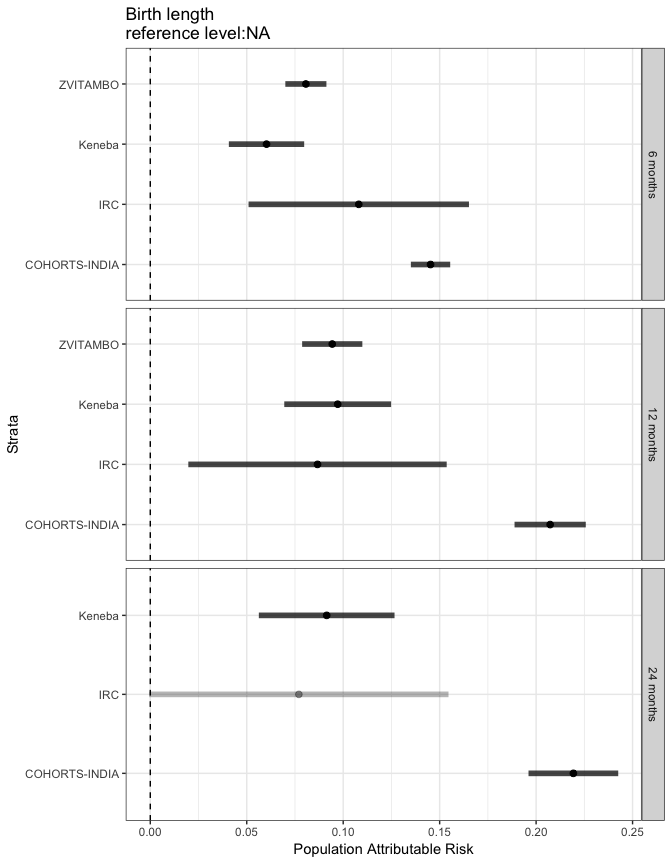 Birth length
reference level:NA
ZVITAMBO
Keneba
IRC
COHORTS-INDIA
6 months
ZVITAMBO
Keneba
IRC
COHORTS-INDIA
12 months
Strata
Keneba
IRC
COHORTS-INDIA
24 months
0.00 0.05 0.10 0.15 0.20 0.25
Population Attributable Risk